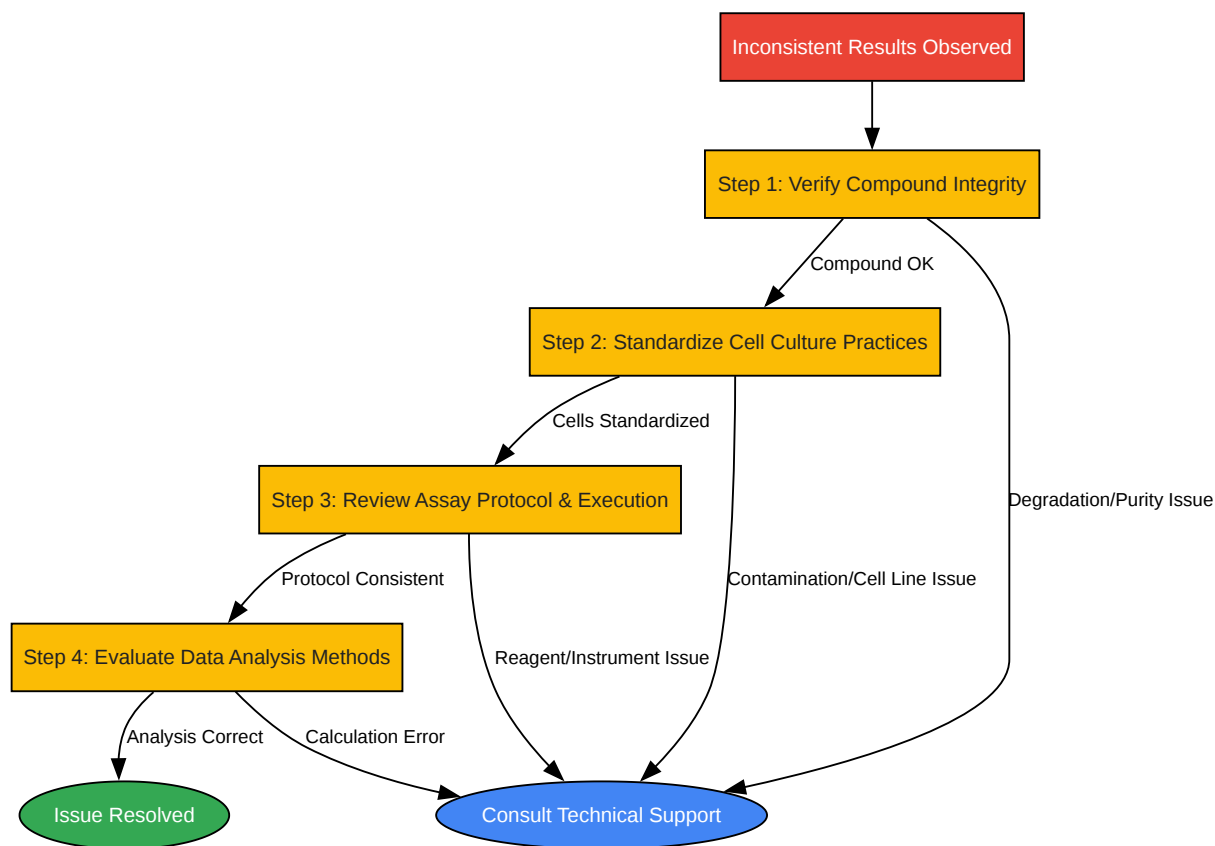 Inconsistent Results Observed
Step 1: Verify Compound Integrity
Compound OK
Step 2: Standardize Cell Culture Practices
Cells Standardized
Step 3: Review Assay Protocol & Execution
Degradation/Purity Issue
Protocol Consistent
Contamination/Cell Line Issue
Step 4: Evaluate Data Analysis Methods
Reagent/Instrument Issue
Analysis Correct
Calculation Error
Issue Resolved
Consult Technical Support